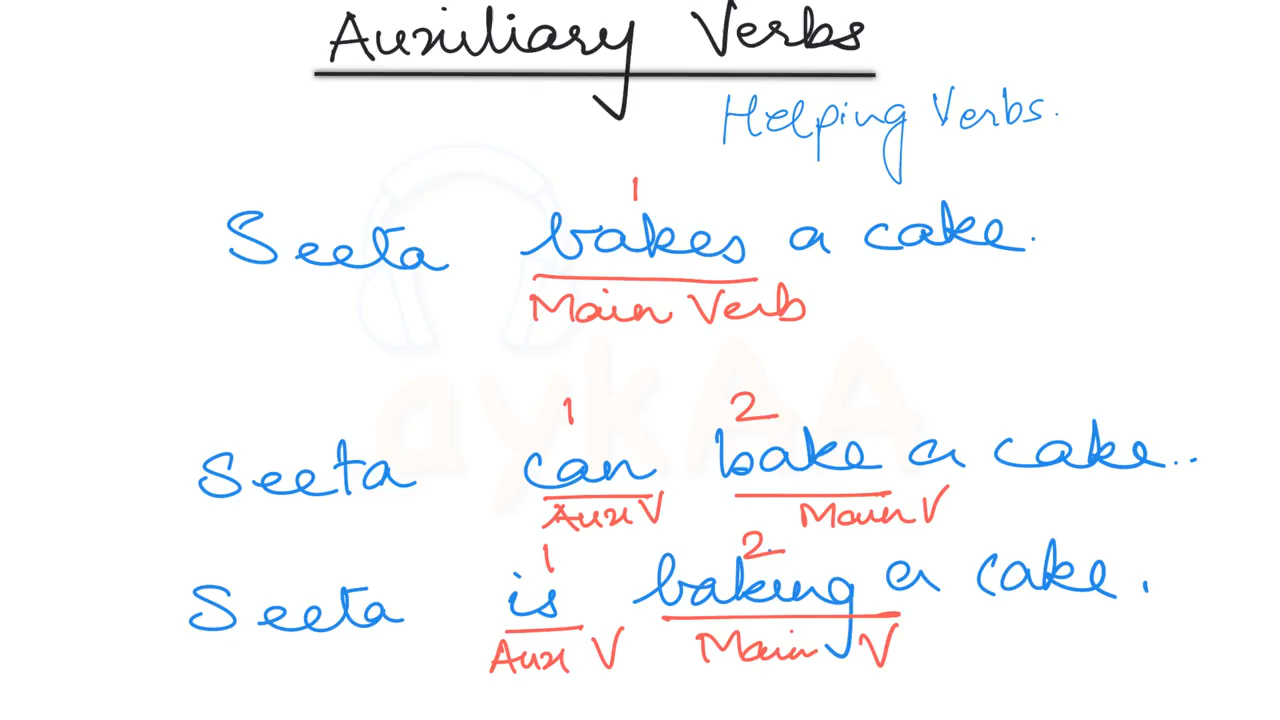 Auxiliary Verbs
Helping Verbs.
1
Seeta bakes a cake.
Main Verb
aykAA
1 2
Seeta can bake a cake..
Aux V Main V
1 2
Seeta is baking a cake.
Aux V Main V